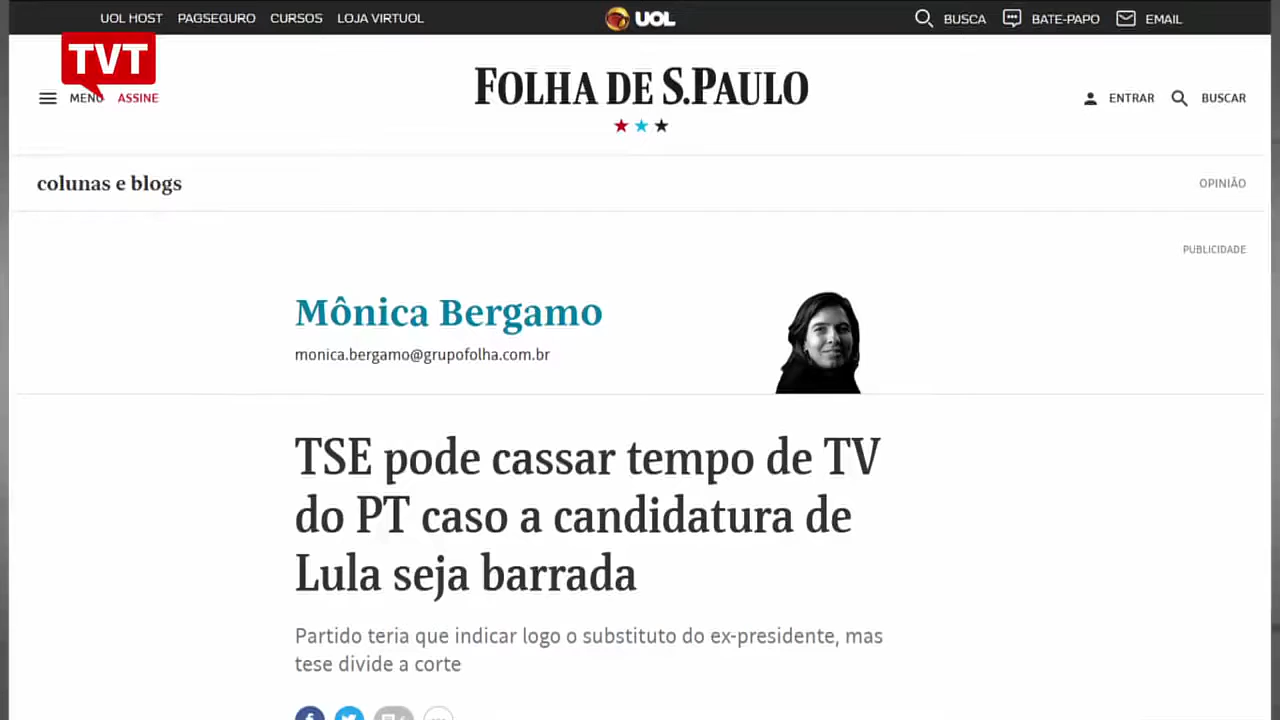 UOL HOST PAGSEGURO CURSOS LOJA VIRTUOL UOL BUSCA BATE-PAPO EMAIL
TVT
MENU ASSINE
FOLHA DE S.PAULO
ENTRAR BUSCAR
colunas e blogs
OPINIÃO
PUBLICIDADE
Mônica Bergamo
monica.bergamo@grupofolha.com.br
TSE pode cassar tempo de TV
do PT caso a candidatura de
Lula seja barrada
Partido teria que indicar logo o substituto do ex-presidente, mas
tese divide a corte